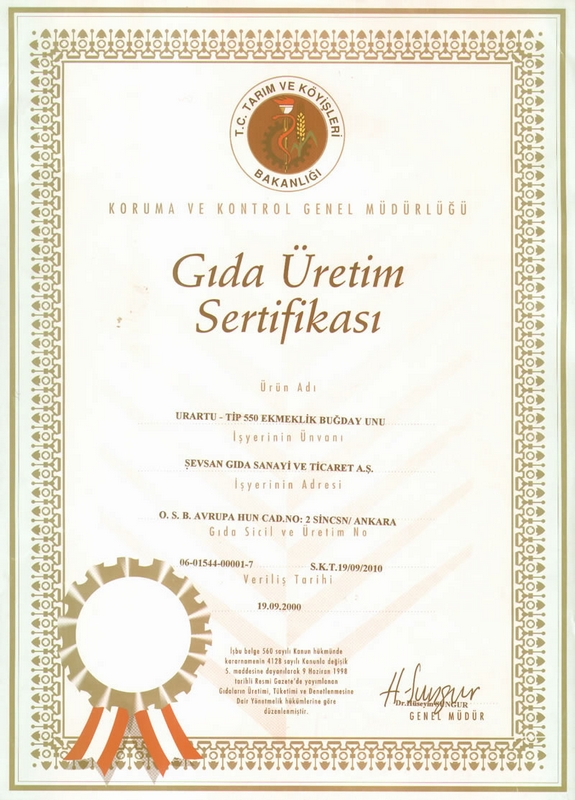 T.C. TARIM VE KÖYİŞLERİ
BAKANLIĞI
KORUMA VE KONTROL GENEL MÜDÜRLÜĞÜ
Gıda Üretim
Sertifikası
Ürün Adı
URARTU - TİP 550 EKMEKLİK BUĞDAY UNU
İşyerinin Ünvanı
ŞEVSAN GIDA SANAYİ VE TİCARET A.Ş.
İşyerinin Adresi
O. S. B. AVRUPA HUN CAD.NO: 2 SİNCSN/ ANKARA
Gıda Sicil ve Üretim No
06-01544-00001-7 S.K.T.19/09/2010
Veriliş Tarihi
19.09.2000
İşbu belge 560 sayılı Kanun hükmünde
kararnamenin 4128 sayılı Kanunla değişik
5. maddesine dayanılarak 9 Haziran 1998
tarihli Resmi Gazete'de yayımlanan
Gıdaların Üretimi, Tüketimi ve Denetlenmesine
Dair Yönetmelik hükümlerine göre
düzenlenmiştir.
H. Sungur
Dr.Hüseyin SUNGUR
GENEL MÜDÜR